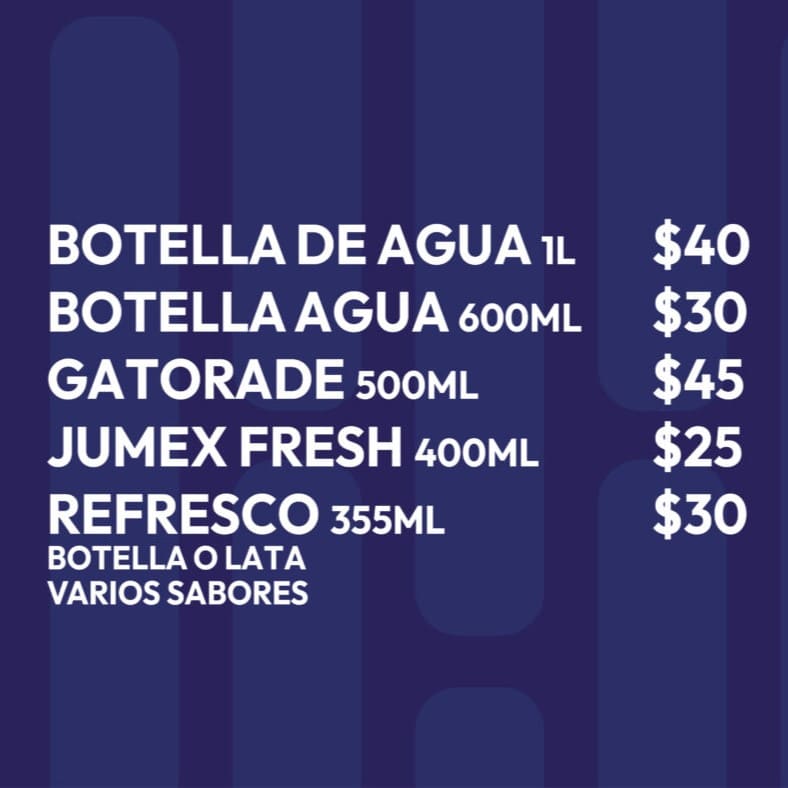 BOTELLA DE AGUA 1L $40
BOTELLA AGUA 600ML $30
GATORADE 500ML $45
JUMEX FRESH 400ML $25
REFRESCO 355ML $30
BOTELLA O LATA
VARIOS SABORES